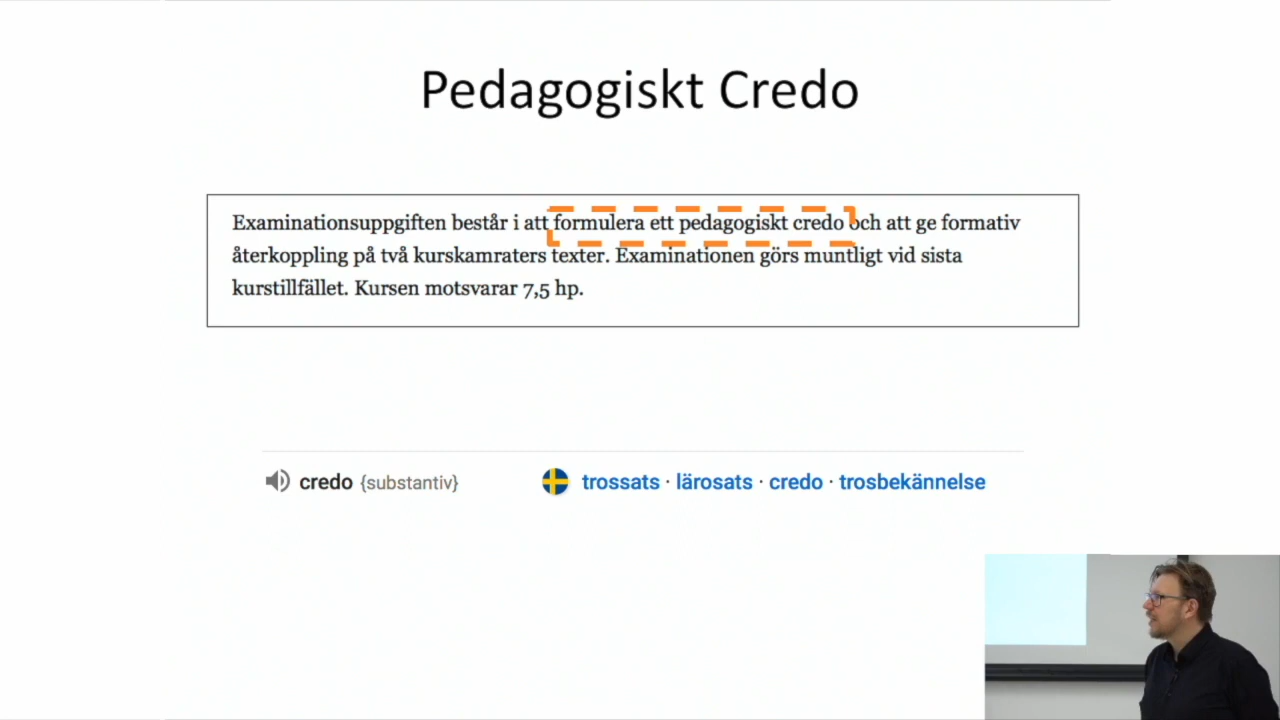 Pedagogiskt Credo
Examinationsuppgiften består i att formulera ett pedagogiskt credo och att ge formativ
återkoppling på två kurskamraters texter. Examinationen görs muntligt vid sista
kurstillfället. Kursen motsvarar 7,5 hp.
credo {substantiv} trossats · lärosats · credo · trosbekännelse